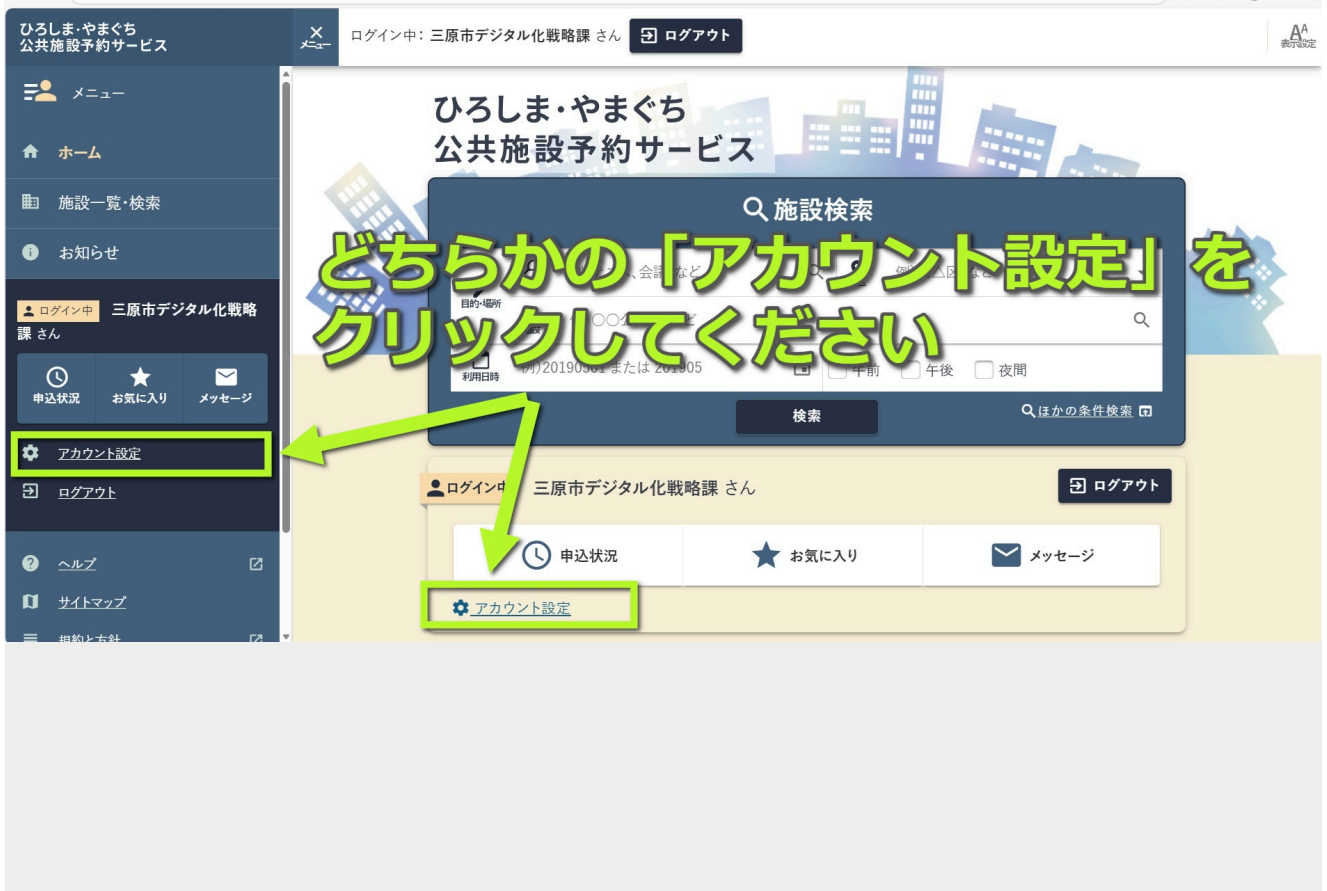 ひろしま・やまぐち
公共施設予約サービス
メニュー
ログイン中: 三原市デジタル化戦略課 さん
ログアウト
AA
表示設定
メニュー
ホーム
施設一覧・検索
お知らせ
ログイン中 三原市デジタル化戦略
課 さん
申込状況 お気に入り メッセージ
アカウント設定
ログアウト
ヘルプ
サイトマップ
規約と方針
ひろしま・やまぐち
公共施設予約サービス
施設検索
どちらかの「アカウント設定」を
クリックしてください
目的・場所
利用日時
例)20190501 または 201905
午前 午後 夜間
検索
ほかの条件検索
ログイン中 三原市デジタル化戦略課 さん
ログアウト
申込状況 お気に入り メッセージ
アカウント設定